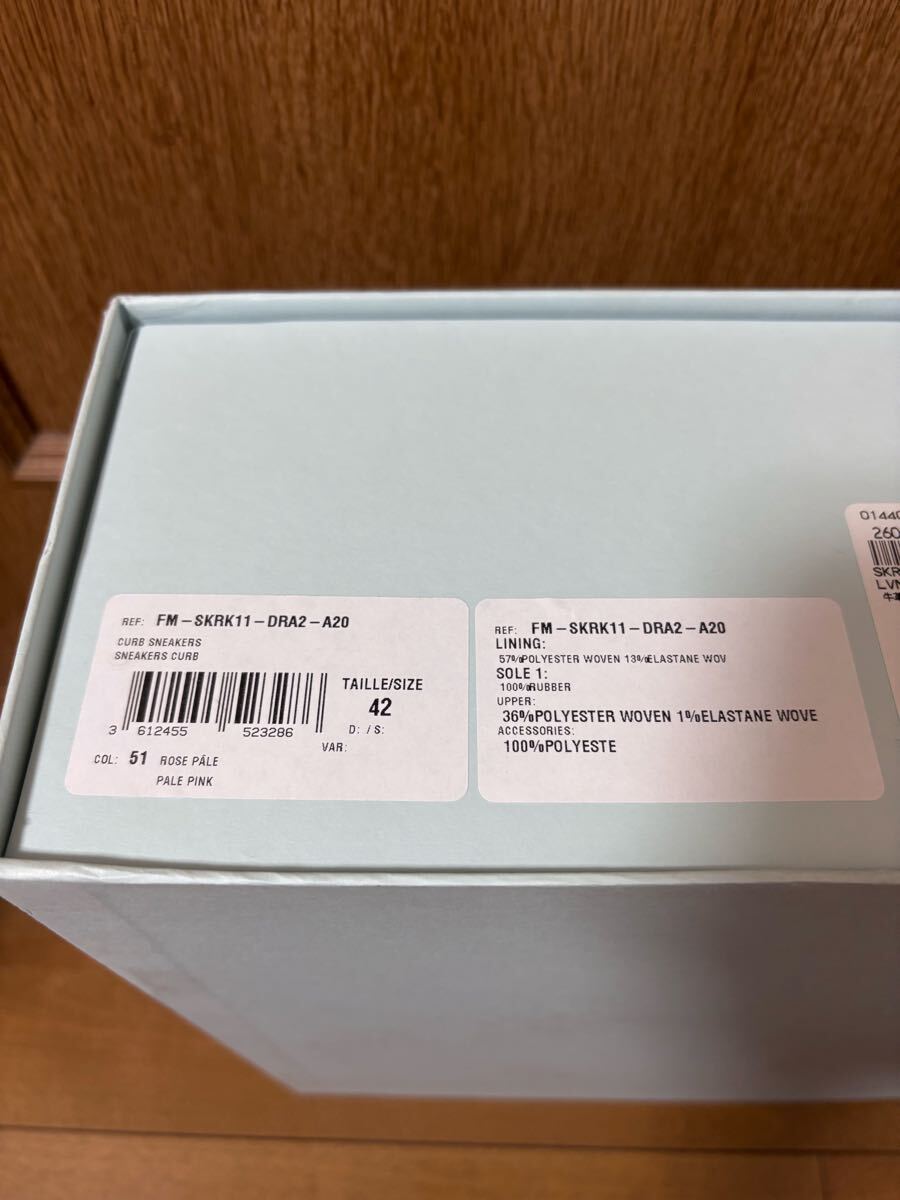 REF: FM-SKRK11-DRA2-A20
CURB SNEAKERS
SNEAKERS CURB
TAILLE/SIZE
42
D: / S:
3 612455 523286
VAR:
COL: 51 ROSE PÂLE
PALE PINK
REF: FM-SKRK11-DRA2-A20
LINING:
57%POLYESTER WOVEN 13%ELASTANE WOV
SOLE 1:
100%RUBBER
UPPER:
36%POLYESTER WOVEN 1%ELASTANE WOVE
ACCESSORIES:
100%POLYESTE
0144
260
SKR
LVN
牛革